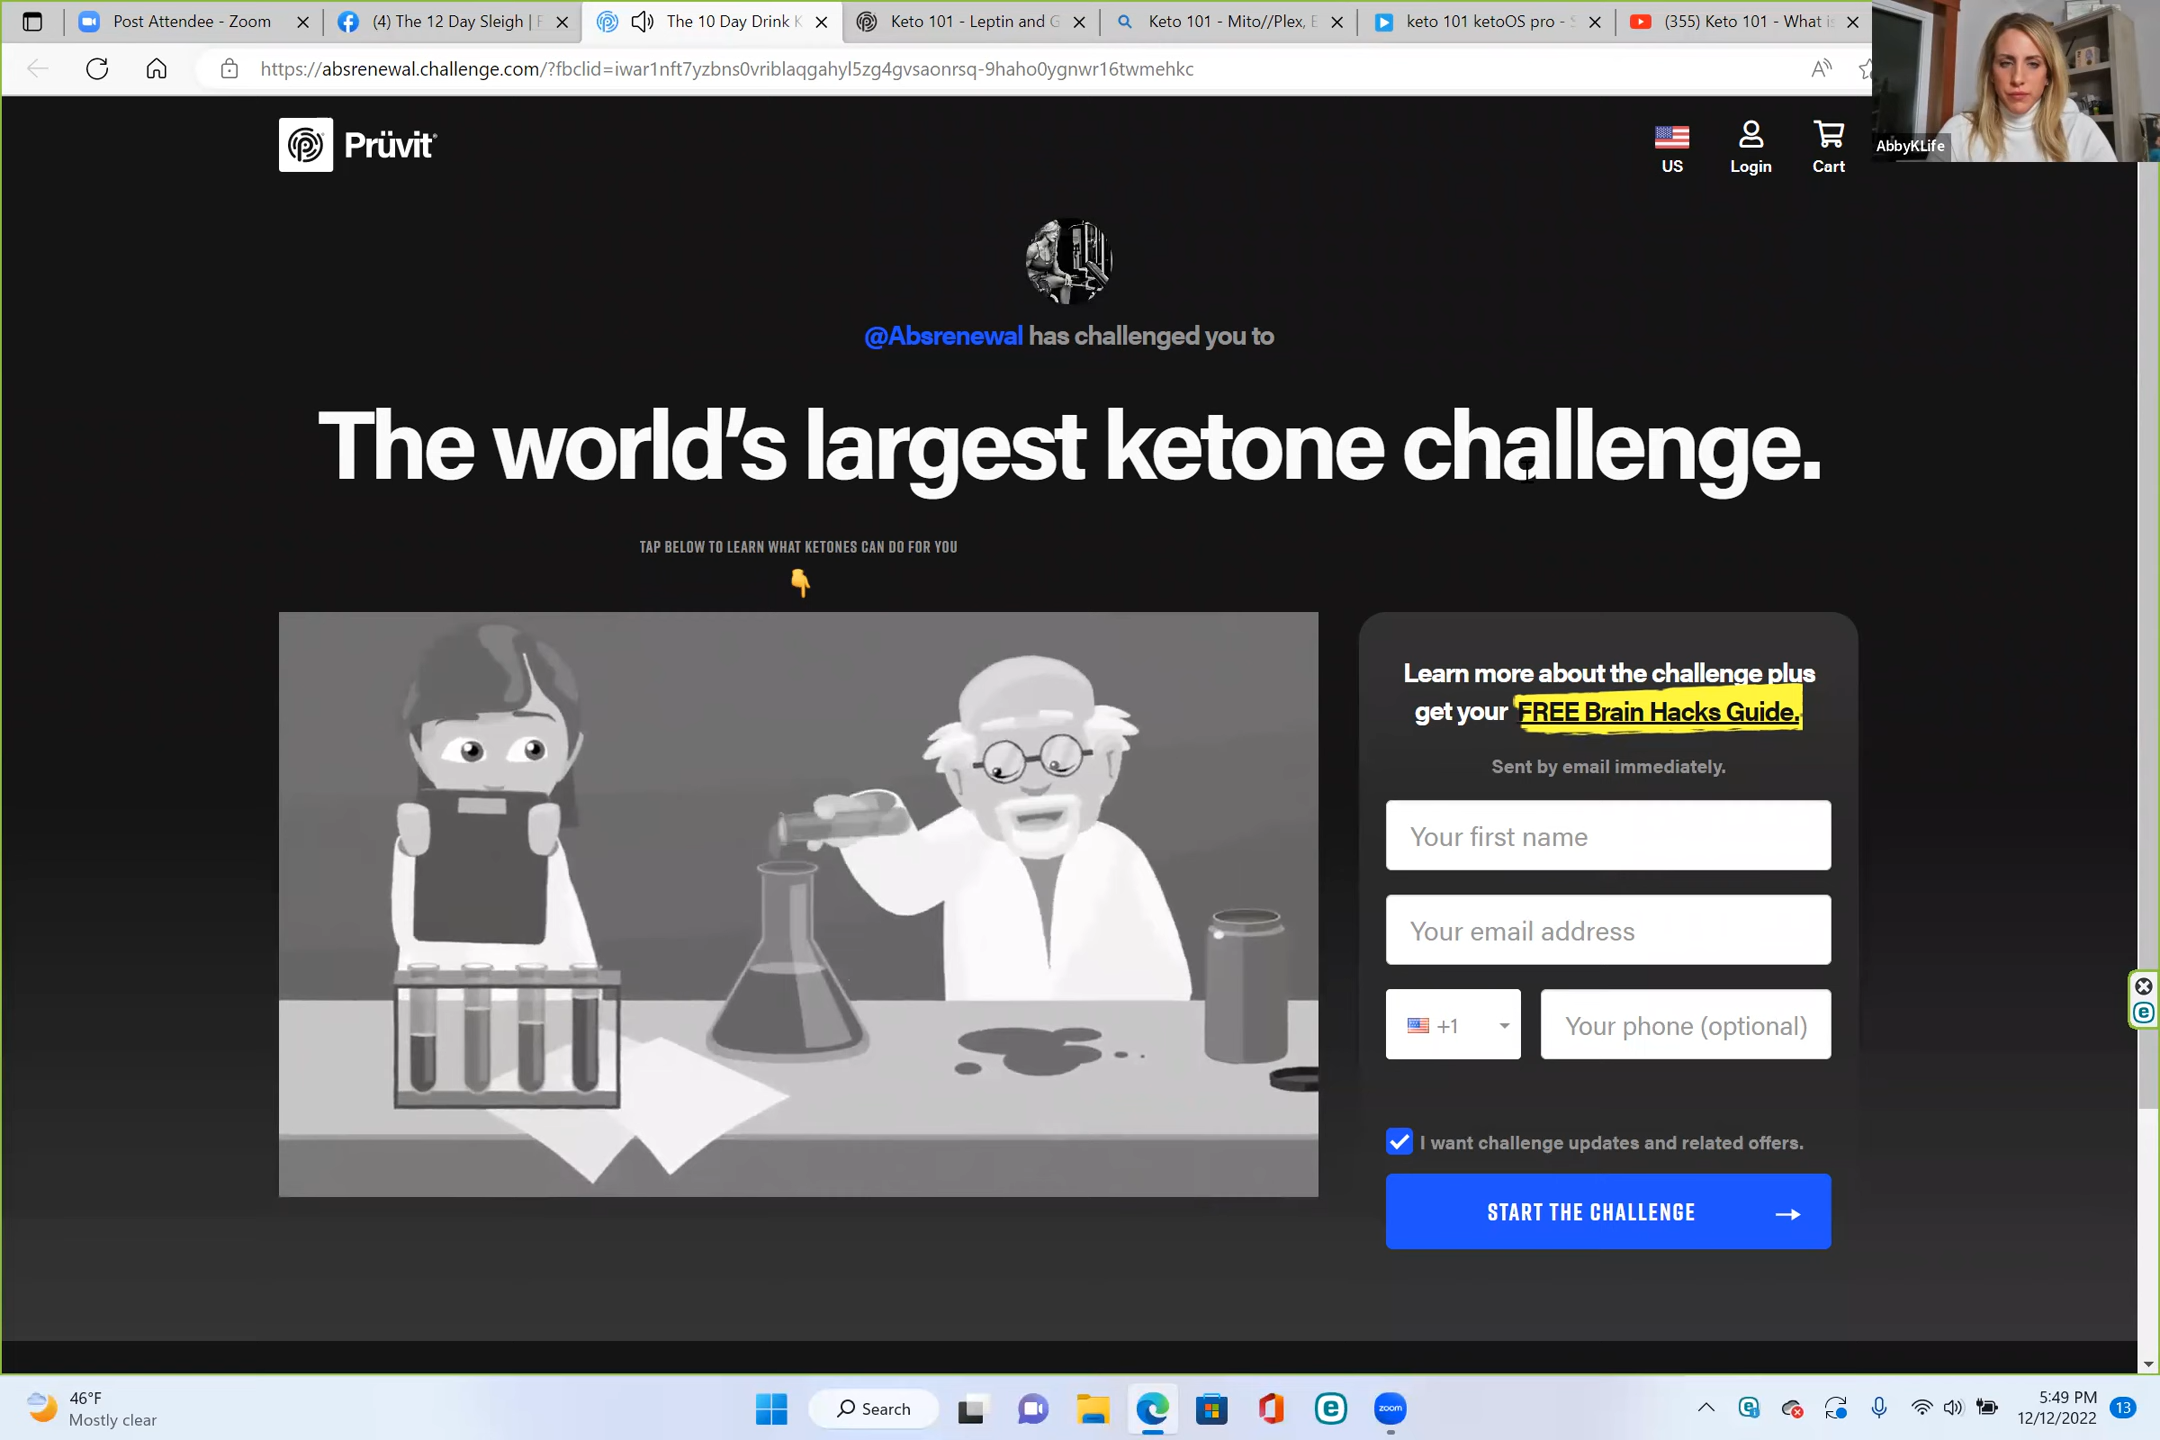 Post Attendee - Zoom
(4) The 12 Day Sleigh | F
The 10 Day Drink K
Keto 101 - Leptin and G
Keto 101 - Mito//Plex, E
keto 101 ketoOS pro - S
(355) Keto 101 - What is
https://absrenewal.challenge.com/?fbclid=iwar1nft7yzbns0vriblaqgahyl5zg4gvsaonrsq-9haho0ygnwr16twmehkc
AbbyKLife
Prüvit
US
Login
Cart
@Absrenewal has challenged you to
The world's largest ketone challenge.
TAP BELOW TO LEARN WHAT KETONES CAN DO FOR YOU
Learn more about the challenge plus
get your FREE Brain Hacks Guide.
Sent by email immediately.
Your first name
Your email address
+1
Your phone (optional)
I want challenge updates and related offers.
START THE CHALLENGE
46°F
Mostly clear
Search
zoom
5:49 PM
12/12/2022
13